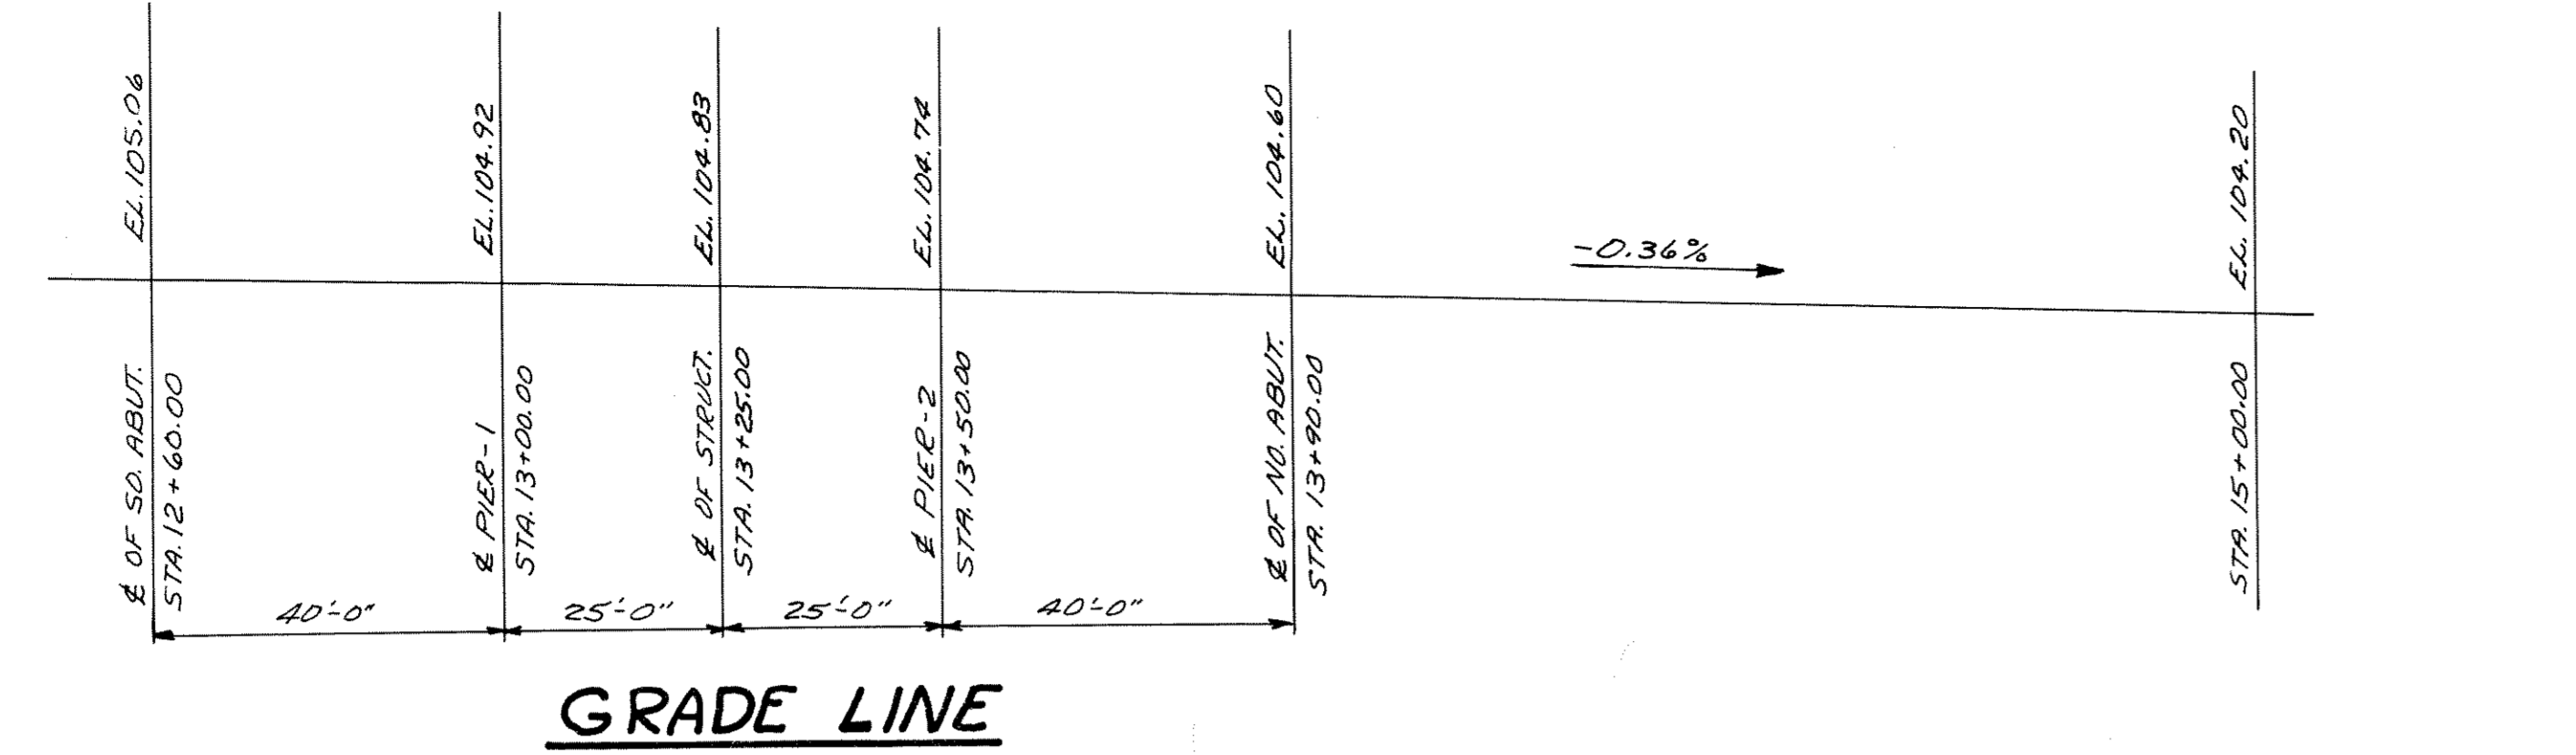 EL. 105.06
EL. 104.92
EL. 104.83
EL. 104.74
EL. 104.60
-0.36%
EL. 104.20
℄ OF SO. ABUT.
STA. 12+60.00
℄ PIER-1
STA. 13+00.00
℄ OF STRUCT.
STA. 13+25.00
℄ PIER-2
STA. 13+50.00
℄ OF NO. ABUT.
STA. 13+90.00
STA. 15+00.00
40'-0"
25'-0"
25'-0"
40'-0"
GRADE LINE